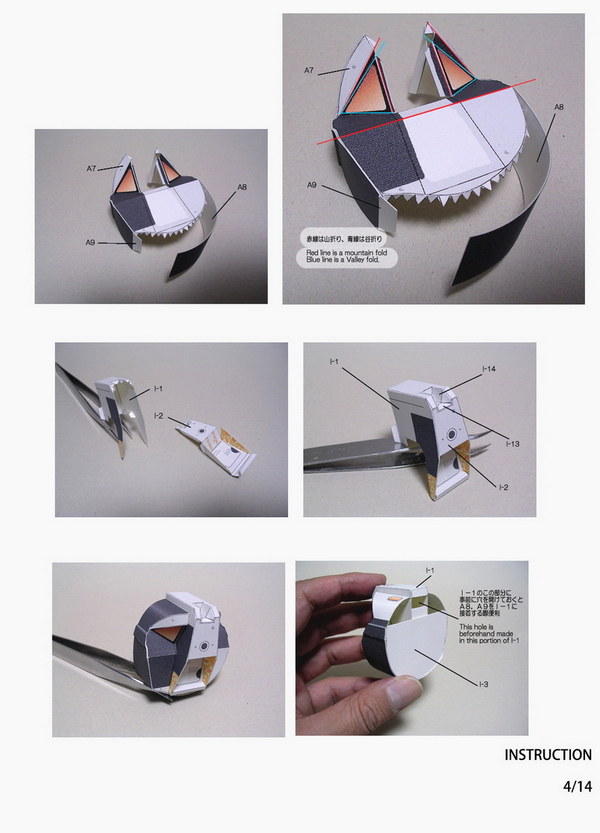 A7
A8
A9
A7
A8
A9
赤線は山折り、青線は谷折り
Red line is a mountain fold
Blue line is a Valley fold.
I-1
I-2
I-1
I-14
I-13
I-2
I-1
I－1のこの部分に
事前に穴を開けておくと
A8、A9をI－1に
接着する際便利
This hole is
beforehand made
in this portion of I-1
I-3
INSTRUCTION
4/14